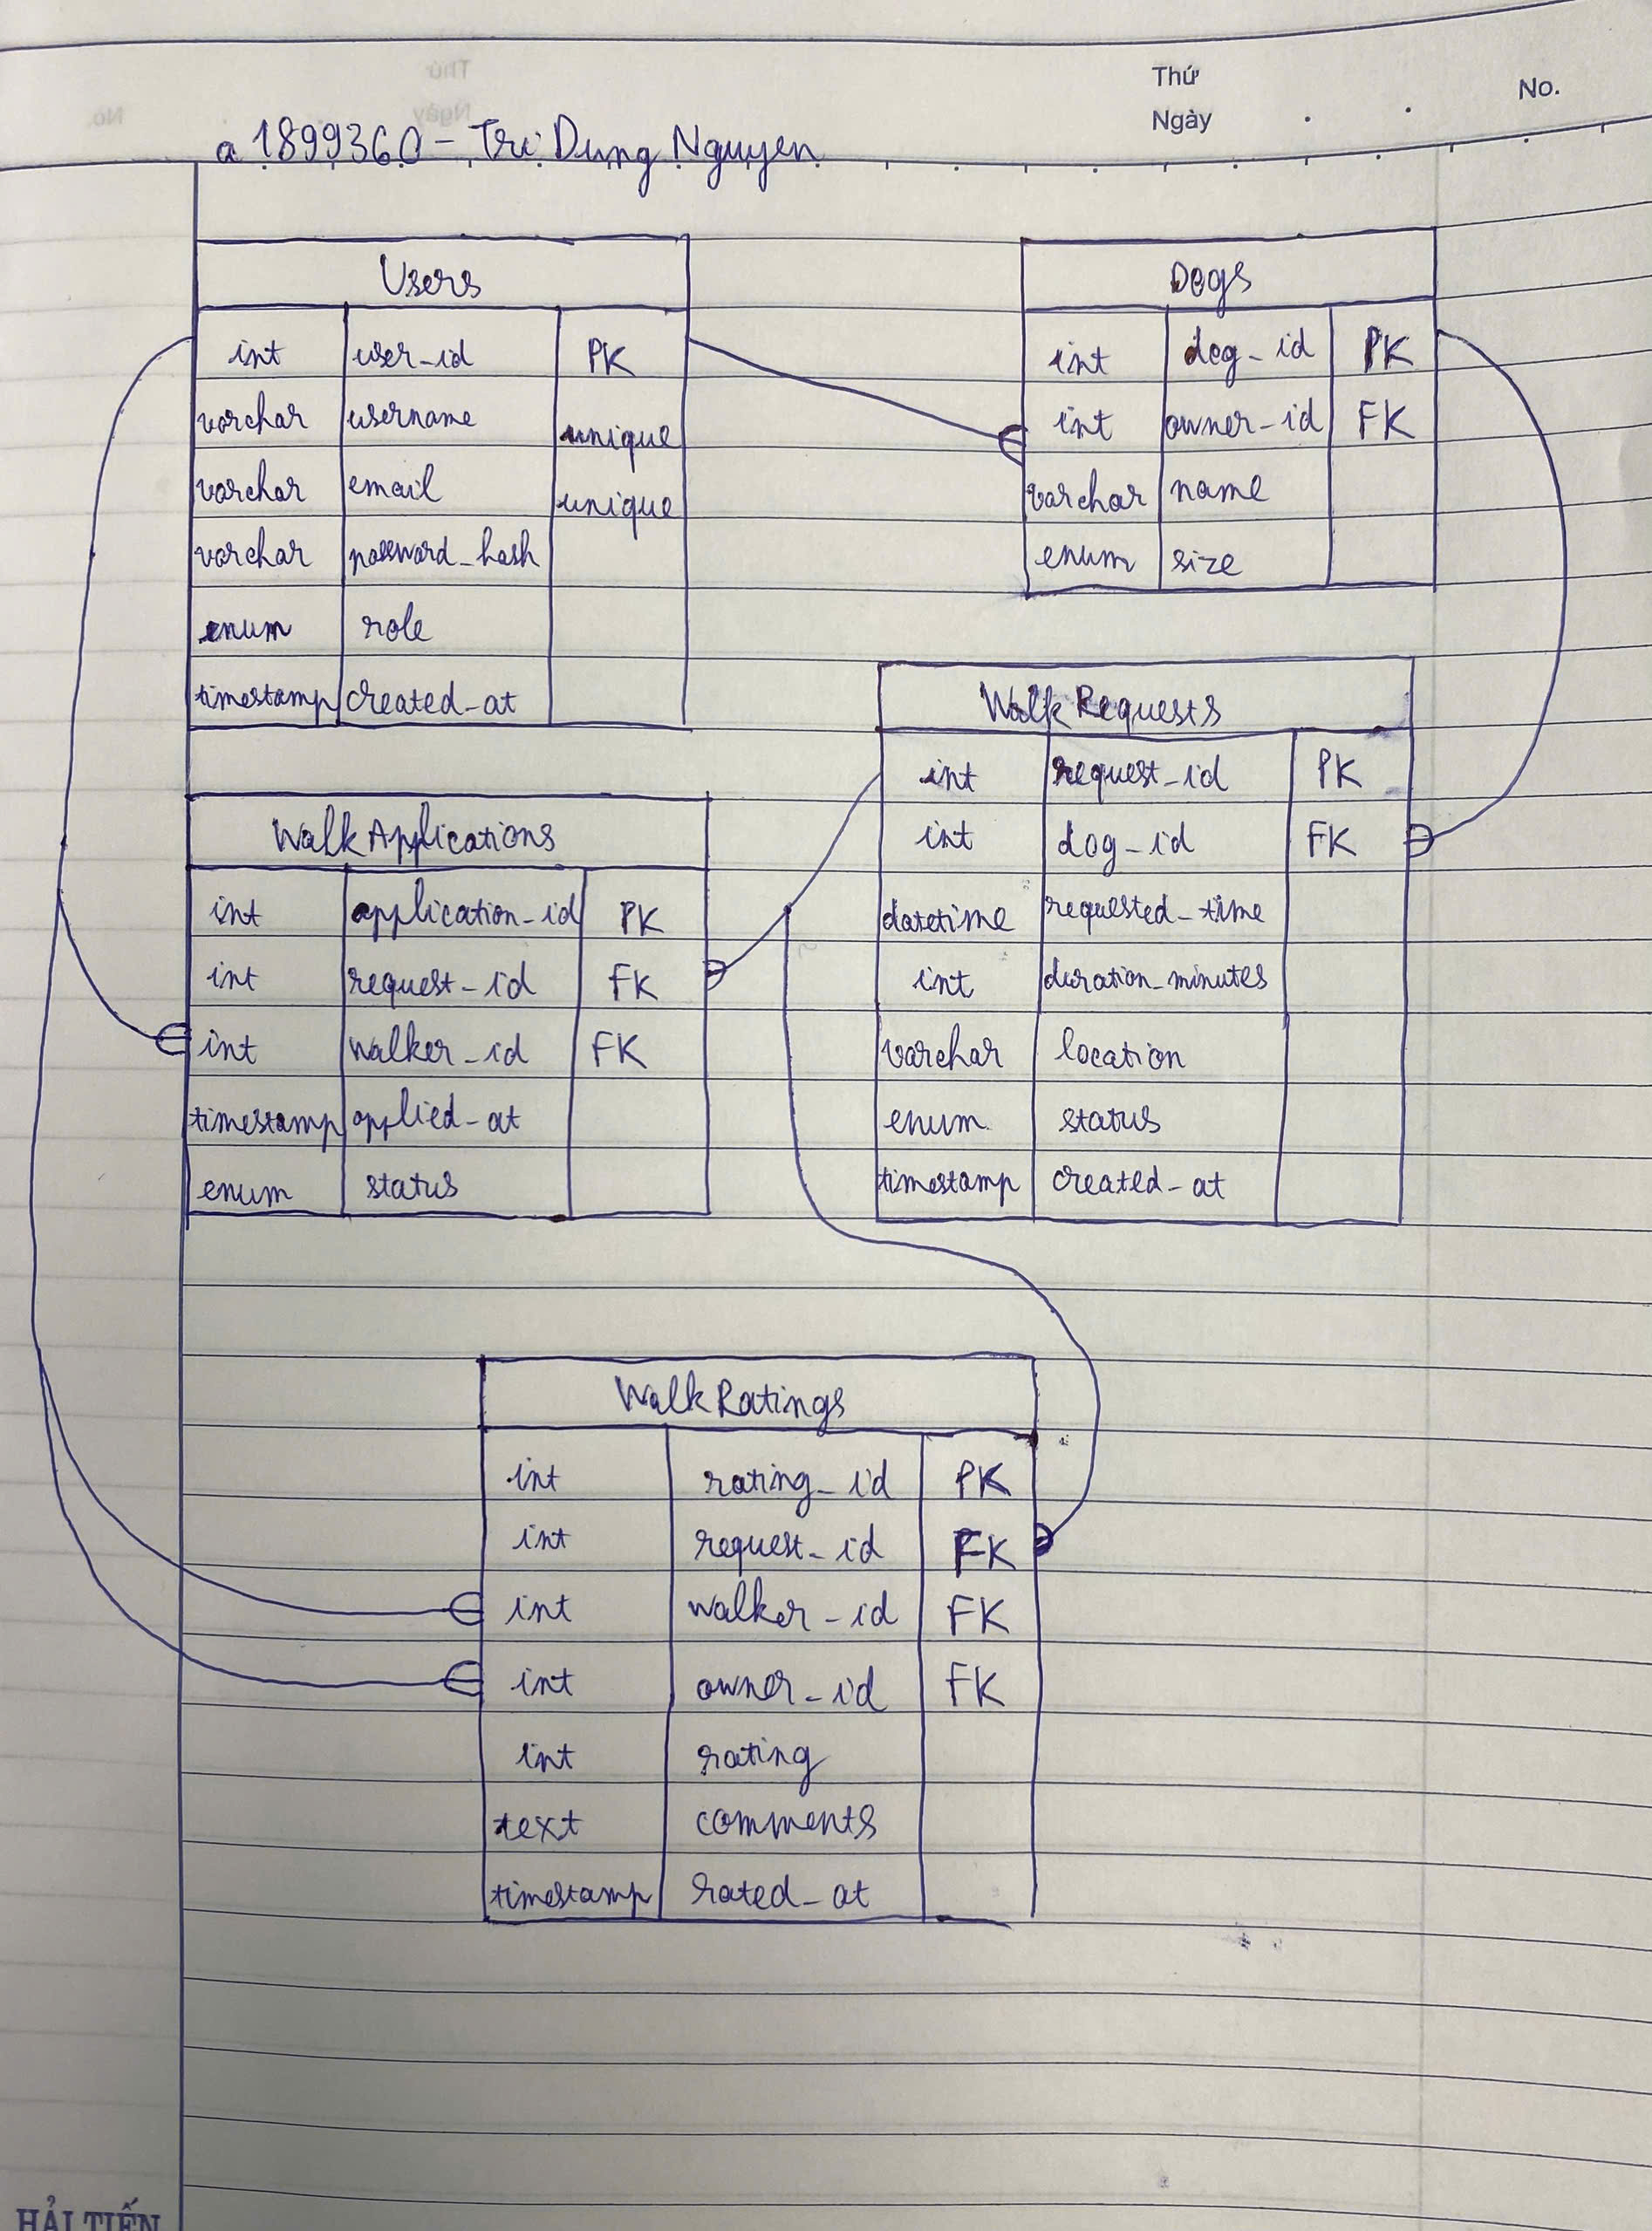 Thứ
Ngày
No.
a1899360 - Tri Dung Nguyen
Users
int user_id PK
varchar username unique
varchar email unique
varchar password_hash
enum role
timestamp created_at
Dogs
int dog_id PK
int owner_id FK
varchar name
enum size
WalkRequests
int request_id PK
int dog_id FK
datetime requested_time
int duration_minutes
varchar location
enum status
timestamp created_at
WalkApplications
int application_id PK
int request_id FK
int walker_id FK
timestamp applied_at
enum status
WalkRatings
int rating_id PK
int request_id FK
int walker_id FK
int owner_id FK
int rating
text comments
timestamp rated_at
HẢI TIẾN